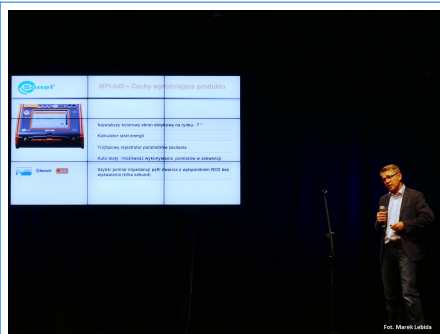 Sonel
MPI-540 – Cechy wyróżniające produktu
Największy kolorowy ekran dotykowy na rynku - 7 "
Kalkulator strat energii
Trójfazowy rejestrator parametrów zasilania
Auto testy - możliwość wykonywania pomiarów w sekwencji
Szybki pomiar impedancji pętli zwarcia z wyłącznikiem RCD bez
wyzwalania (kilka sekund)
Bluetooth
Fot. Marek Lebida